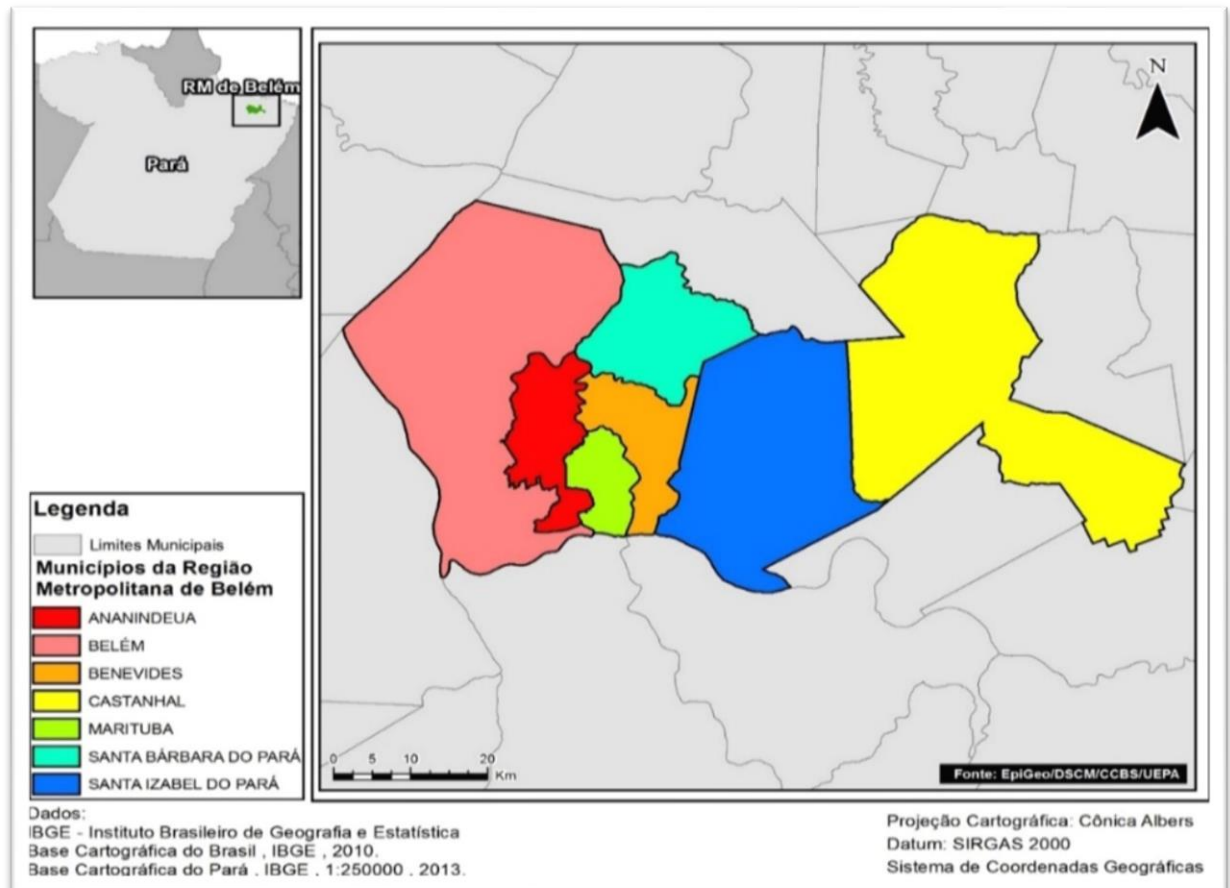 RM de Belém
Pará
N
Legenda
Limites Municipais
Municípios da Região
Metropolitana de Belém
ANANINDEUA
BELÉM
BENEVIDES
CASTANHAL
MARITUBA
SANTA BÁRBARA DO PARÁ
SANTA IZABEL DO PARÁ
0 5 10 20
Km
Fonte: EpiGeo/DSCM/CCBS/UEPA
Dados:
IBGE - Instituto Brasileiro de Geografia e Estatística
Base Cartográfica do Brasil , IBGE , 2010.
Base Cartográfica do Pará , IBGE , 1:250000 , 2013.
Projeção Cartográfica: Cônica Albers
Datum: SIRGAS 2000
Sistema de Coordenadas Geográficas